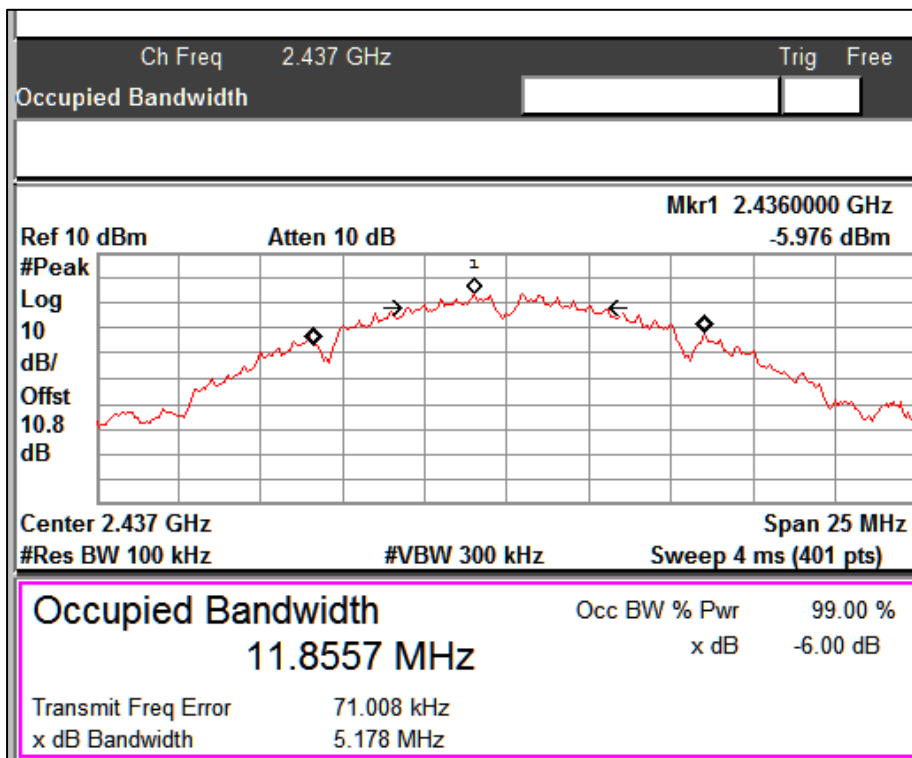 Ch Freq 2.437 GHz Trig Free
Occupied Bandwidth
Mkr1 2.4360000 GHz
Ref 10 dBm Atten 10 dB -5.976 dBm
#Peak
Log
10
dB/
Offst
10.8
dB
1
Center 2.437 GHz Span 25 MHz
#Res BW 100 kHz #VBW 300 kHz Sweep 4 ms (401 pts)
Occupied Bandwidth Occ BW % Pwr 99.00 %
11.8557 MHz x dB -6.00 dB
Transmit Freq Error 71.008 kHz
x dB Bandwidth 5.178 MHz